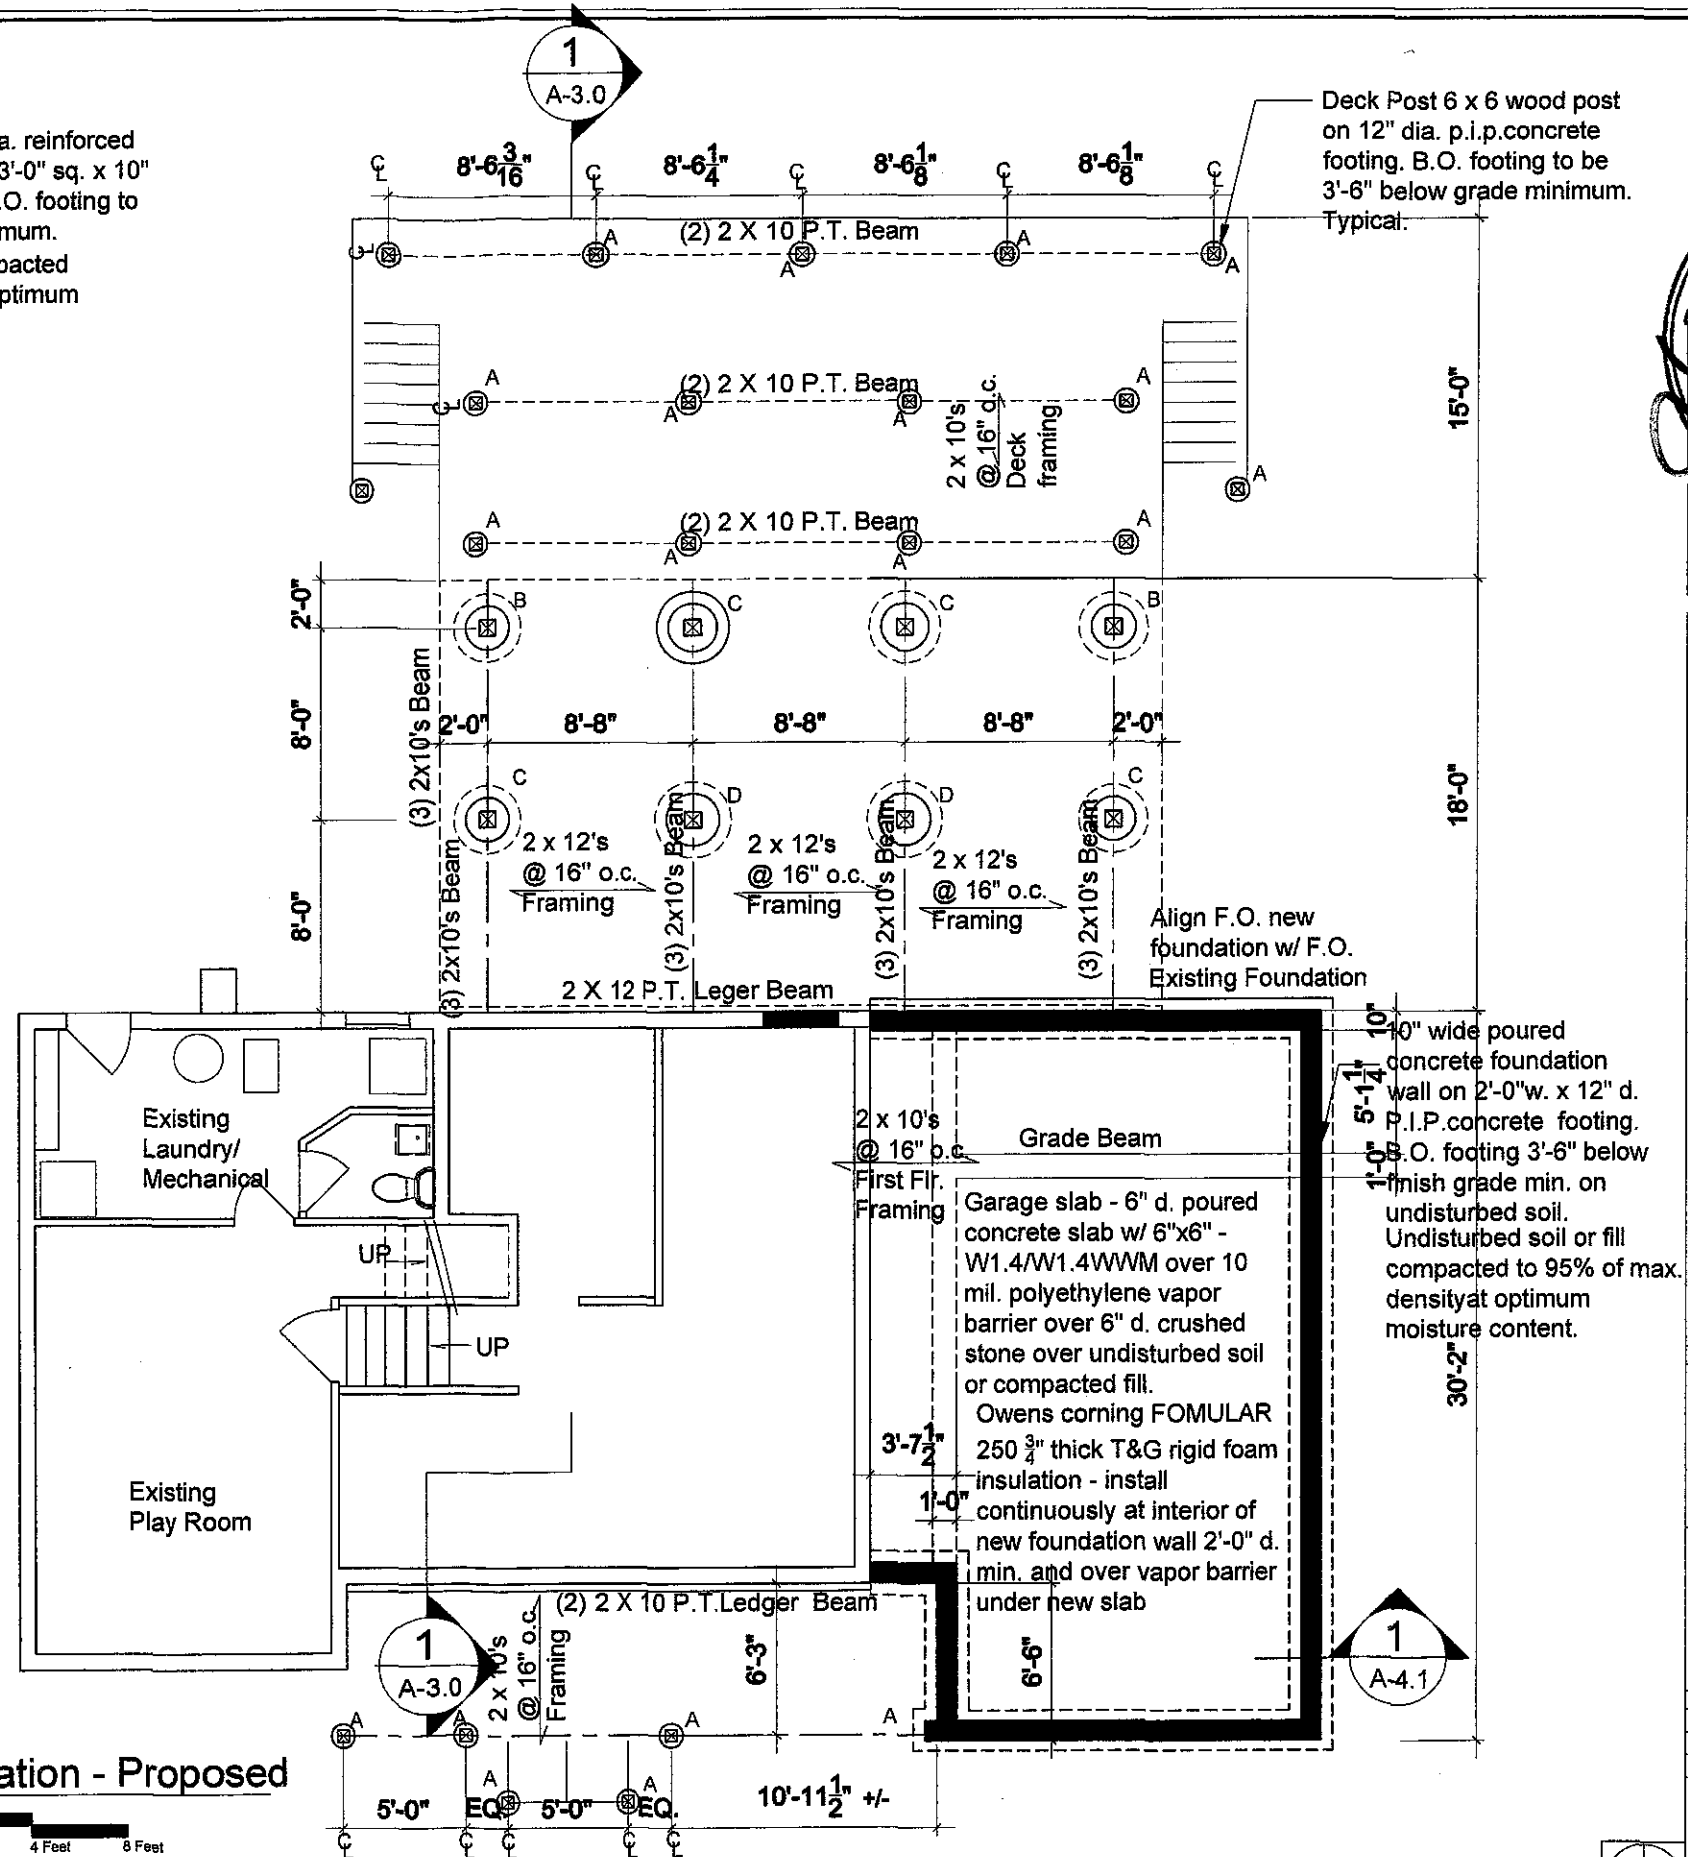 1
A-3.0
a. reinforced
3'-0" sq. x 10"
.O. footing to
mum.
pacted
ptimum
Deck Post 6 x 6 wood post
on 12" dia. p.i.p.concrete
footing. B.O. footing to be
3'-6" below grade minimum.
Typical.
8'-6 3/16" 8'-6 1/4" 8'-6 1/8" 8'-6 1/8"
(2) 2 X 10 P.T. Beam
A A A A
15'-0"
A (2) 2 X 10 P.T. Beam A
A A
2 x 10's
@ 16" o.c.
Deck
framing
A
A (2) 2 X 10 P.T. Beam A
A A
2'-0"
B C C B
(3) 2x10's Beam
8'-0"
2'-0" 8'-8" 8'-8" 8'-8" 2'-0"
18'-0"
C D D C
2 x 12's
@ 16" o.c.
Framing
2 x 12's
@ 16" o.c.
Framing
2 x 12's
@ 16" o.c.
Framing
8'-0"
(3) 2x10's Beam
(3) 2x10's Beam
(3) 2x10's Beam
(3) 2x10's Beam
Align F.O. new
foundation w/ F.O.
Existing Foundation
2 X 12 P.T. Leger Beam
10"
5'-1 1/4"
1'-0"
10" wide poured
concrete foundation
wall on 2'-0"w. x 12" d.
P.I.P.concrete footing.
B.O. footing 3'-6" below
finish grade min. on
undisturbed soil.
Undisturbed soil or fill
compacted to 95% of max.
densityat optimum
moisture content.
30'-2"
Existing
Laundry/
Mechanical
2 x 10's
@ 16" o.c.
First Flr.
Framing
Grade Beam
Garage slab - 6" d. poured
concrete slab w/ 6"x6" -
W1.4/W1.4WWM over 10
mil. polyethylene vapor
barrier over 6" d. crushed
stone over undisturbed soil
or compacted fill.
Owens corning FOMULAR
250 3/4" thick T&G rigid foam
insulation - install
continuously at interior of
new foundation wall 2'-0" d.
min. and over vapor barrier
under new slab
UP
UP
3'-7 1/2"
1'-0"
Existing
Play Room
(2) 2 X 10 P.T.Ledger Beam
1
A-3.0
2 x 10's
@ 16" o.c.
Framing
6'-3"
6'-6"
1
A-4.1
A A A A
ation - Proposed
A A
5'-0" EQ. 5'-0" EQ. 10'-11 1/2" +/-
4 Feet 8 Feet